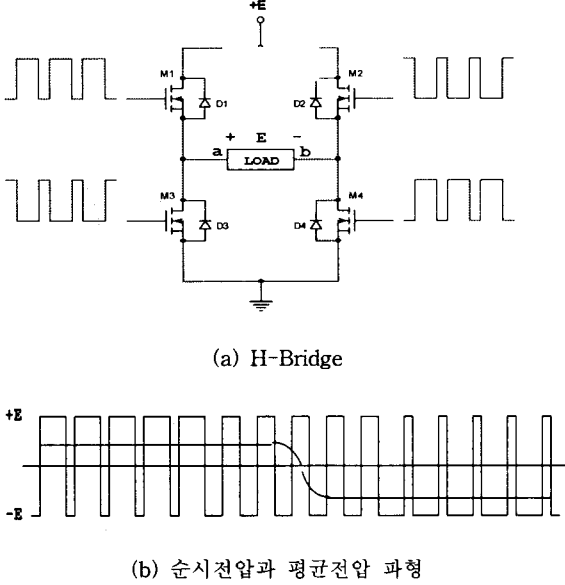 +E
M1
M2
D1
D2
+ E -
a LOAD b
M3
M4
D3
D4
(a) H-Bridge
+E
-E
(b) 순시전압과 평균전압 파형